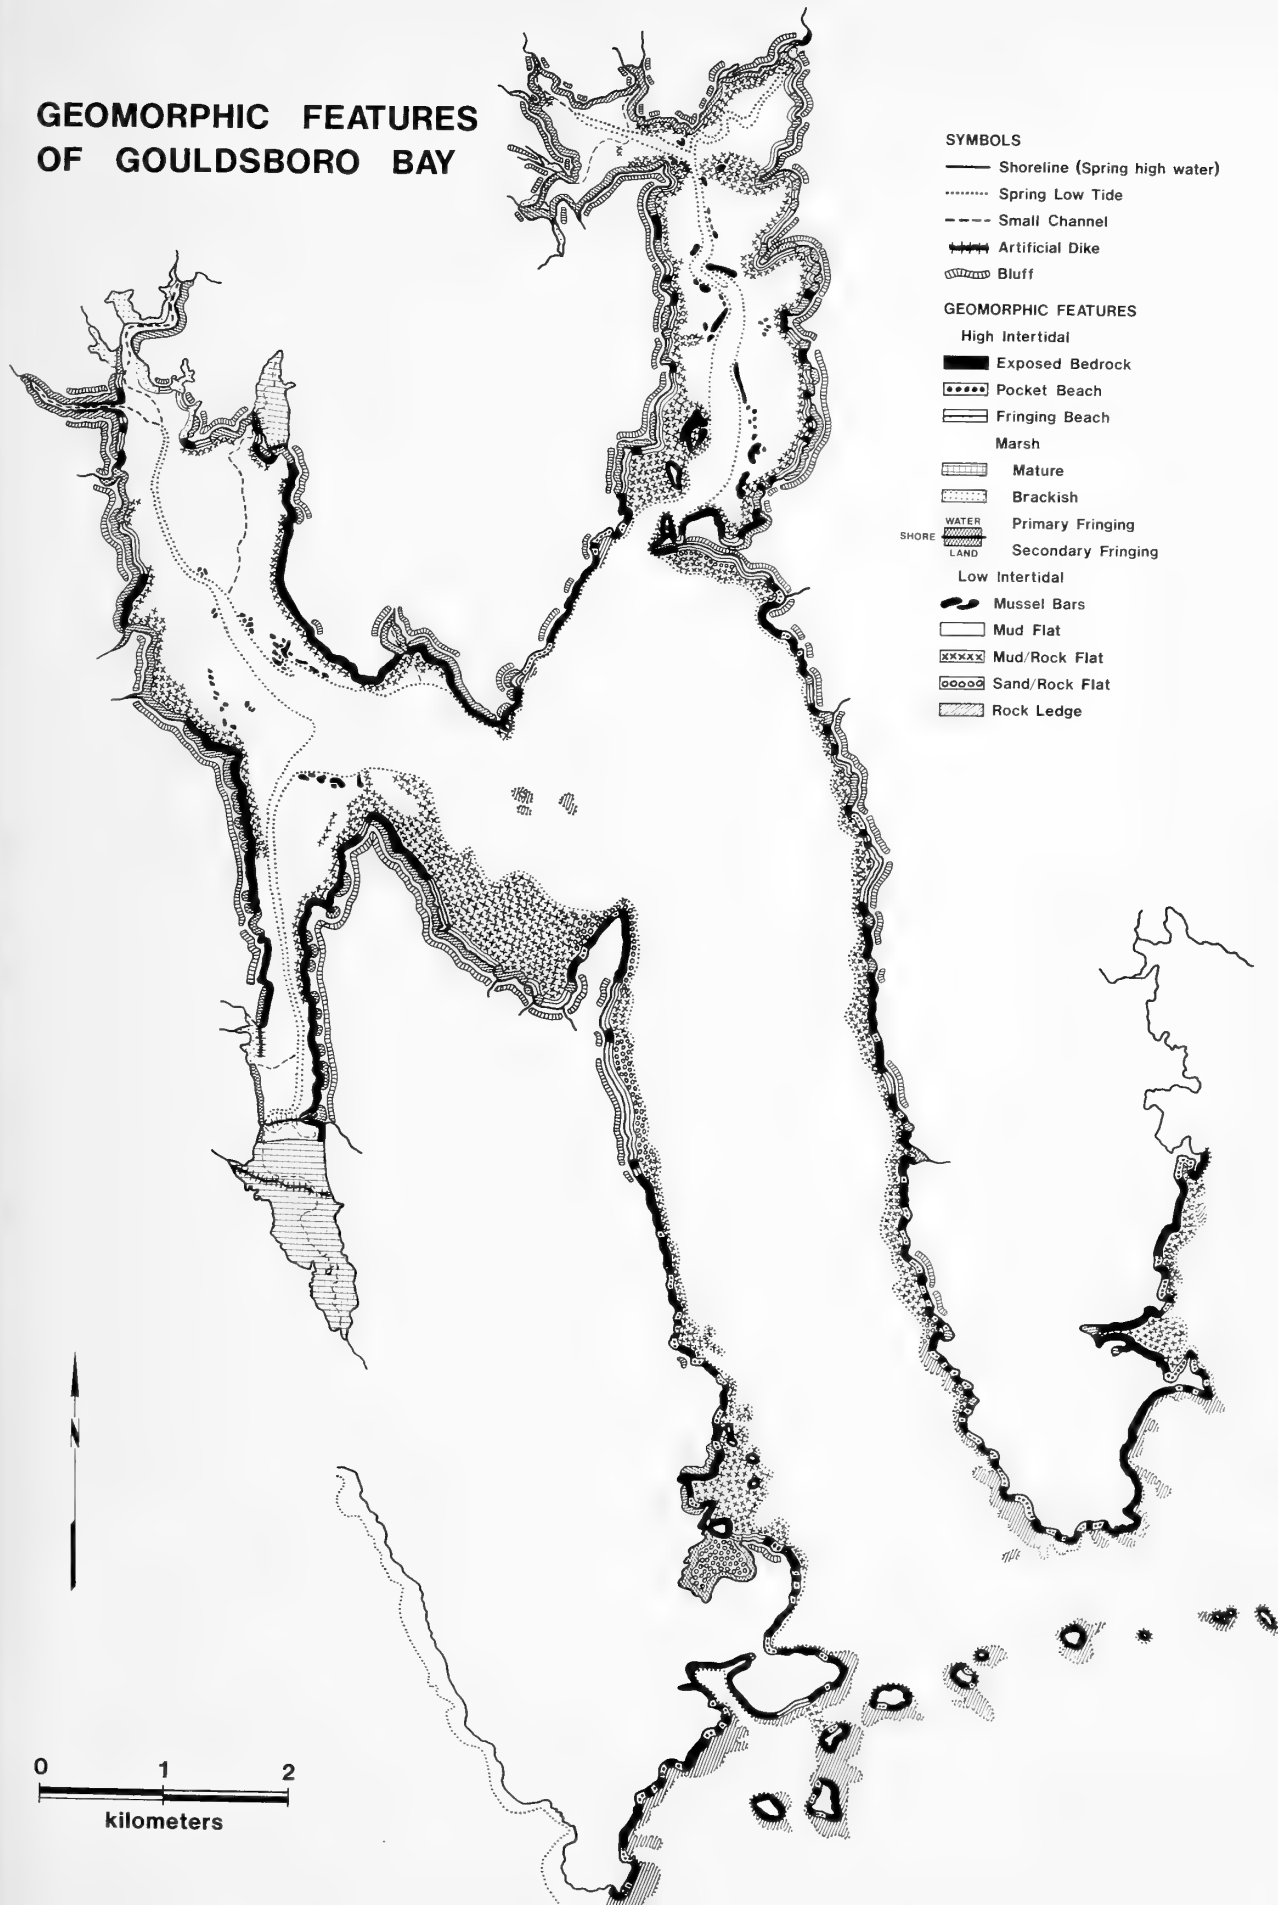 GEOMORPHIC FEATURES
OF GOULDSBORO BAY
SYMBOLS
Shoreline (Spring high water)
Spring Low Tide
Small Channel
Artificial Dike
Bluff
GEOMORPHIC FEATURES
High Intertidal
Exposed Bedrock
Pocket Beach
Fringing Beach
Marsh
Mature
Brackish
WATER
Primary Fringing
SHORE
LAND
Secondary Fringing
Low Intertidal
Mussel Bars
Mud Flat
Mud/Rock Flat
Sand/Rock Flat
Rock Ledge
N
0 1 2
kilometers